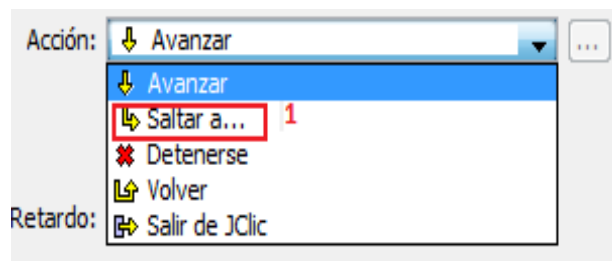 Acción: Avanzar ...
Avanzar
Saltar a... 1
Detenerse
Volver
Retardo: Salir de JClic